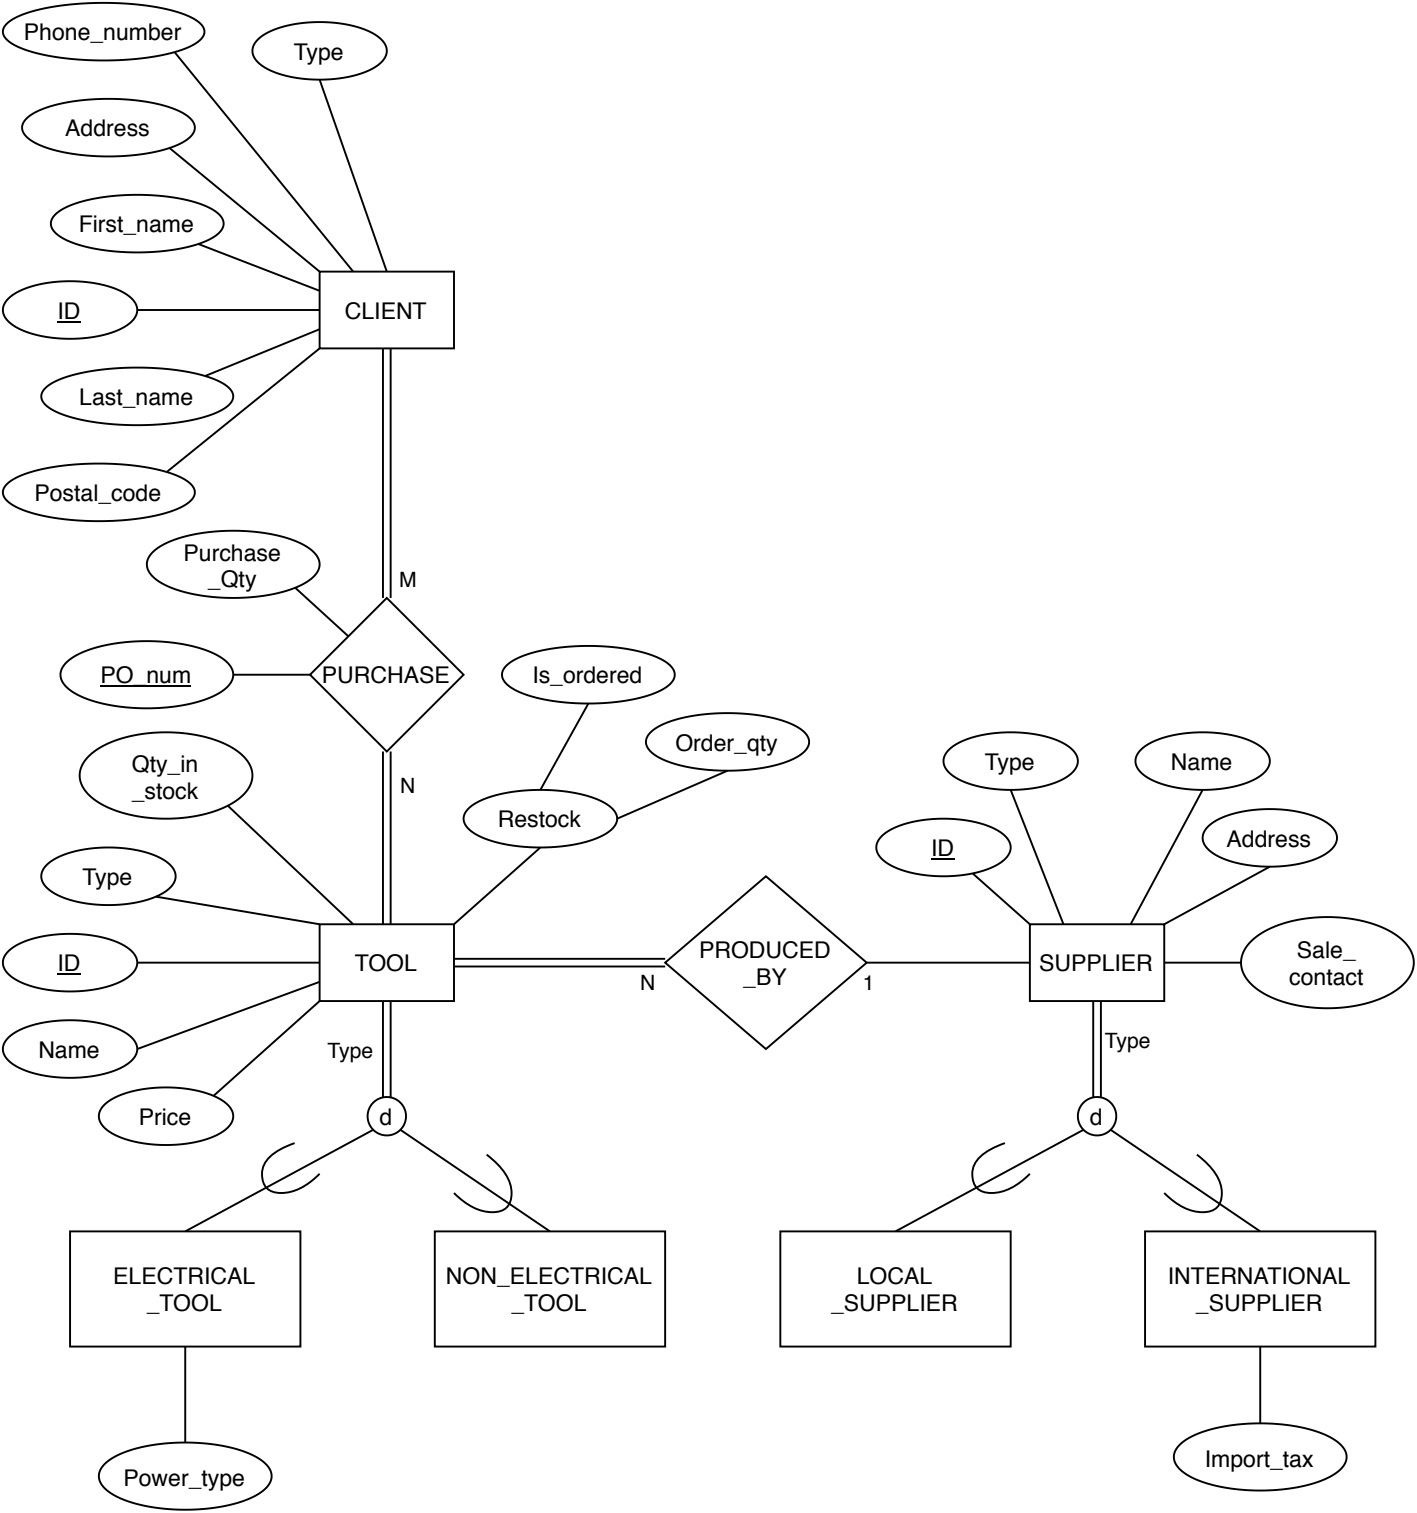 Phone_number
Type
Address
First_name
ID
CLIENT
Last_name
Postal_code
Purchase
_Qty
M
PO_num
PURCHASE
Is_ordered
Order_qty
Qty_in
_stock
N
Restock
Type
Name
ID
Address
Type
ID
TOOL
PRODUCED
_BY
N
1
SUPPLIER
Sale_
contact
Name
Type
Type
Price
d
d
ELECTRICAL
_TOOL
NON_ELECTRICAL
_TOOL
LOCAL
_SUPPLIER
INTERNATIONAL
_SUPPLIER
Power_type
Import_tax